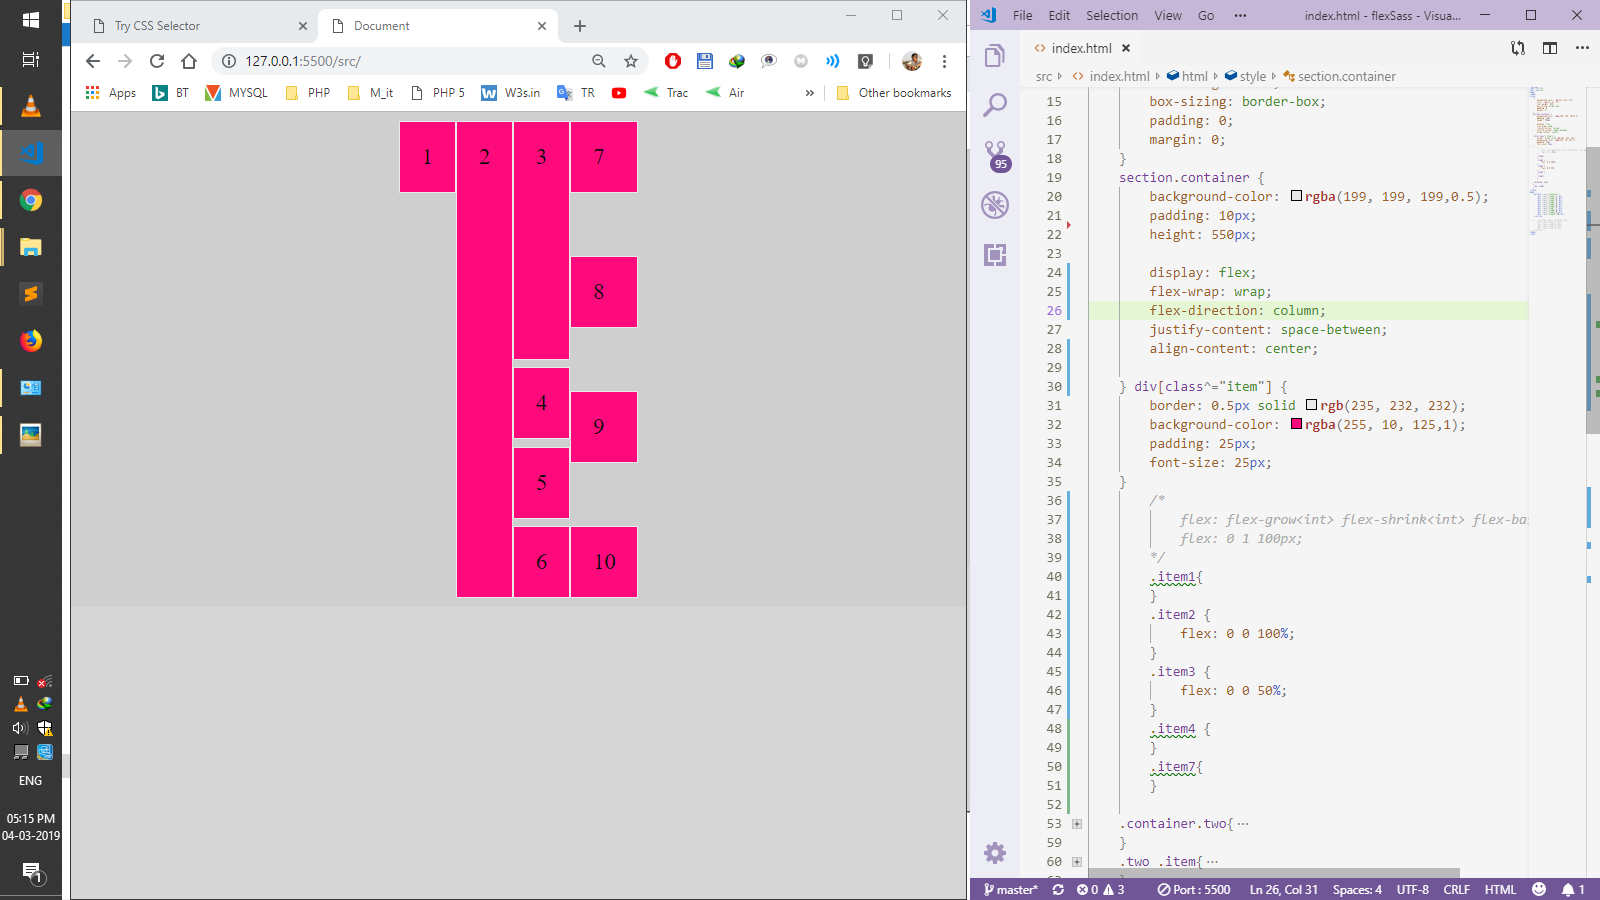 Try CSS Selector
Document
127.0.0.1:5500/src/
Apps
BT
MYSQL
PHP
M_it
PHP 5
W3s.in
TR
Trac
Air
»
Other bookmarks
1
2
3
7
8
4
9
5
6
10
ENG
05:15 PM
04-03-2019
1
File Edit Selection View Go ···
index.html - flexSass - Visua...
index.html
src index.html html style section.container
95
15 box-sizing: border-box;
16 padding: 0;
17 margin: 0;
18 }
19 section.container {
20 background-color: rgba(199, 199, 199,0.5);
21 padding: 10px;
22 height: 550px;
23
24 display: flex;
25 flex-wrap: wrap;
26 flex-direction: column;
27 justify-content: space-between;
28 align-content: center;
29
30 } div[class^="item"] {
31 border: 0.5px solid rgb(235, 232, 232);
32 background-color: rgba(255, 10, 125,1);
33 padding: 25px;
34 font-size: 25px;
35 }
36 /*
37 flex: flex-grow<int> flex-shrink<int> flex-ba
38 flex: 0 1 100px;
39 */
40 .item1{
41 }
42 .item2 {
43 flex: 0 0 100%;
44 }
45 .item3 {
46 flex: 0 0 50%;
47 }
48 .item4 {
49 }
50 .item7{
51 }
52
53 .container.two{ ···
59 }
60 .two .item{ ···
master* 0 3 Port : 5500 Ln 26, Col 31 Spaces: 4 UTF-8 CRLF HTML 1